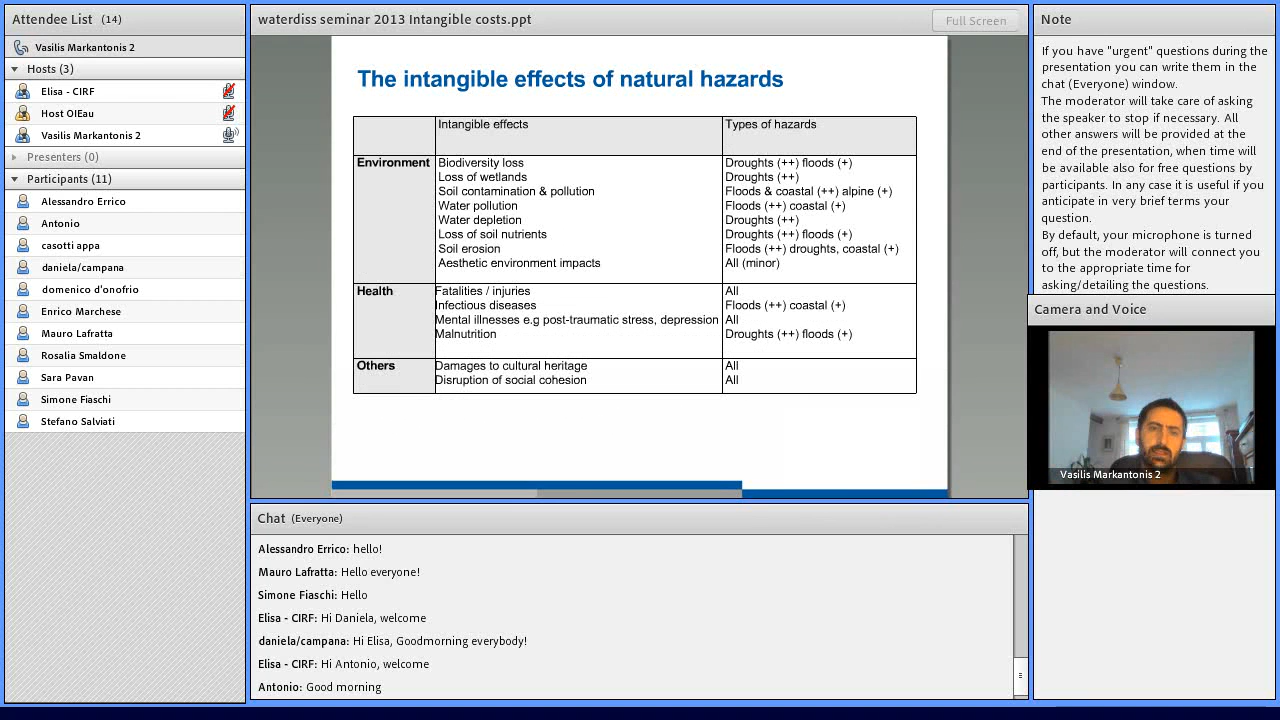 Attendee List (14)
Vasilis Markantonis 2
Hosts (3)
Elisa - CIRF
Host OIEau
Vasilis Markantonis 2
Presenters (0)
Participants (11)
Alessandro Errico
Antonio
casotti appa
daniela/campana
domenico d'onofrio
Enrico Marchese
Mauro Lafratta
Rosalia Smaldone
Sara Pavan
Simone Fiaschi
Stefano Salviati
waterdiss seminar 2013 Intangible costs.ppt
Full Screen
The intangible effects of natural hazards
Intangible effects Types of hazards
Environment Biodiversity loss Droughts (++) floods (+)
Loss of wetlands Droughts (++)
Soil contamination & pollution Floods & coastal (++) alpine (+)
Water pollution Floods (++) coastal (+)
Water depletion Droughts (++)
Loss of soil nutrients Droughts (++) floods (+)
Soil erosion Floods (++) droughts, coastal (+)
Aesthetic environment impacts All (minor)
Health Fatalities / injuries All
Infectious diseases Floods (++) coastal (+)
Mental illnesses e.g post-traumatic stress, depression All
Malnutrition Droughts (++) floods (+)
Others Damages to cultural heritage All
Disruption of social cohesion All
Chat (Everyone)
Alessandro Errico: hello!
Mauro Lafratta: Hello everyone!
Simone Fiaschi: Hello
Elisa - CIRF: Hi Daniela, welcome
daniela/campana: Hi Elisa, Goodmorning everybody!
Elisa - CIRF: Hi Antonio, welcome
Antonio: Good morning
Note
If you have "urgent" questions during the
presentation you can write them in the
chat (Everyone) window.
The moderator will take care of asking
the speaker to stop if necessary. All
other answers will be provided at the
end of the presentation, when time will
be available also for free questions by
participants. In any case it is useful if you
anticipate in very brief terms your
question.
By default, your microphone is turned
off, but the moderator will connect you
to the appropriate time for
asking/detailing the questions.
Camera and Voice
Vasilis Markantonis 2